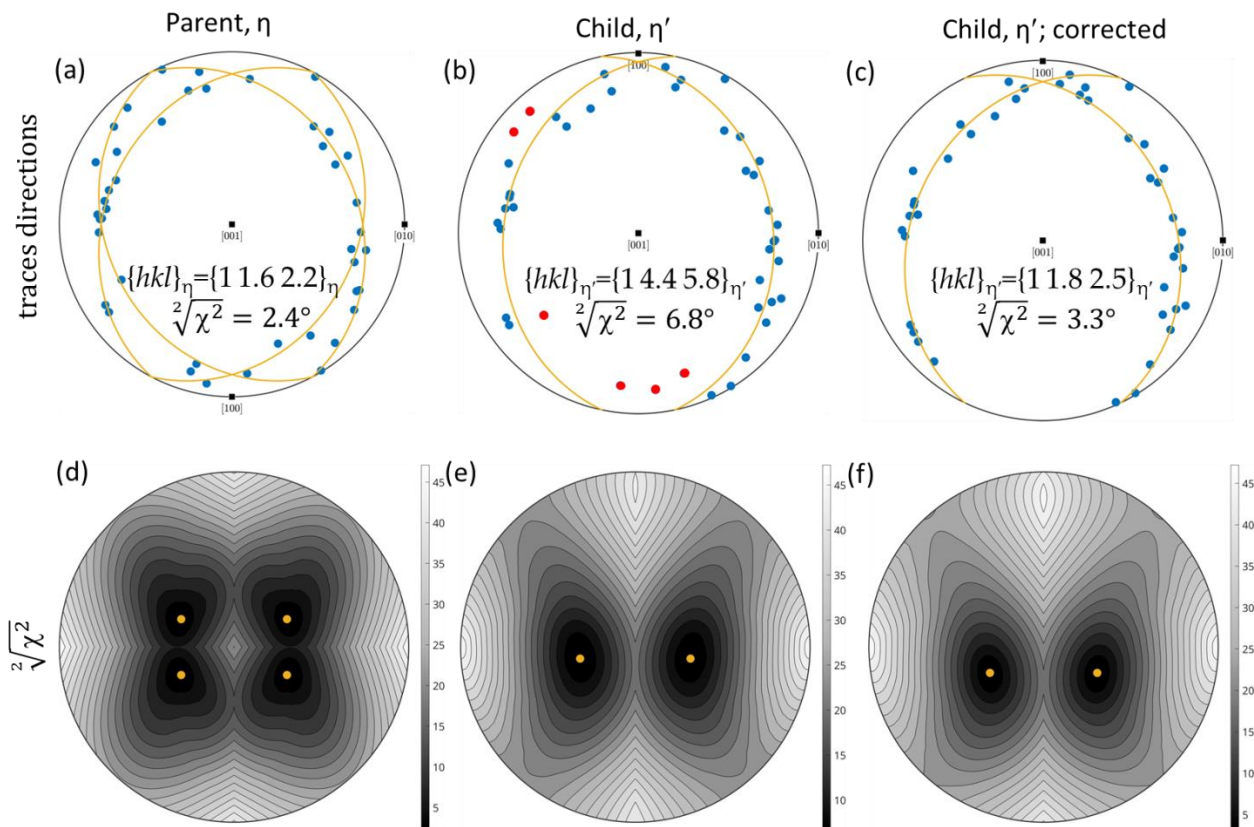 Parent, η
Child, η′
Child, η′; corrected
(a)
(b)
(c)
traces directions
[001]
[010]
[100]
{hkl}η={1 1.6 2.2}η
²√χ² = 2.4°
[100]
[001]
[010]
{hkl}η′={1 4.4 5.8}η′
²√χ² = 6.8°
[100]
[001]
[010]
{hkl}η′={1 1.8 2.5}η′
²√χ² = 3.3°
(d)
(e)
(f)
²√χ²
45
40
35
30
25
20
15
10
5
45
40
35
30
25
20
15
10
45
40
35
30
25
20
15
10
5